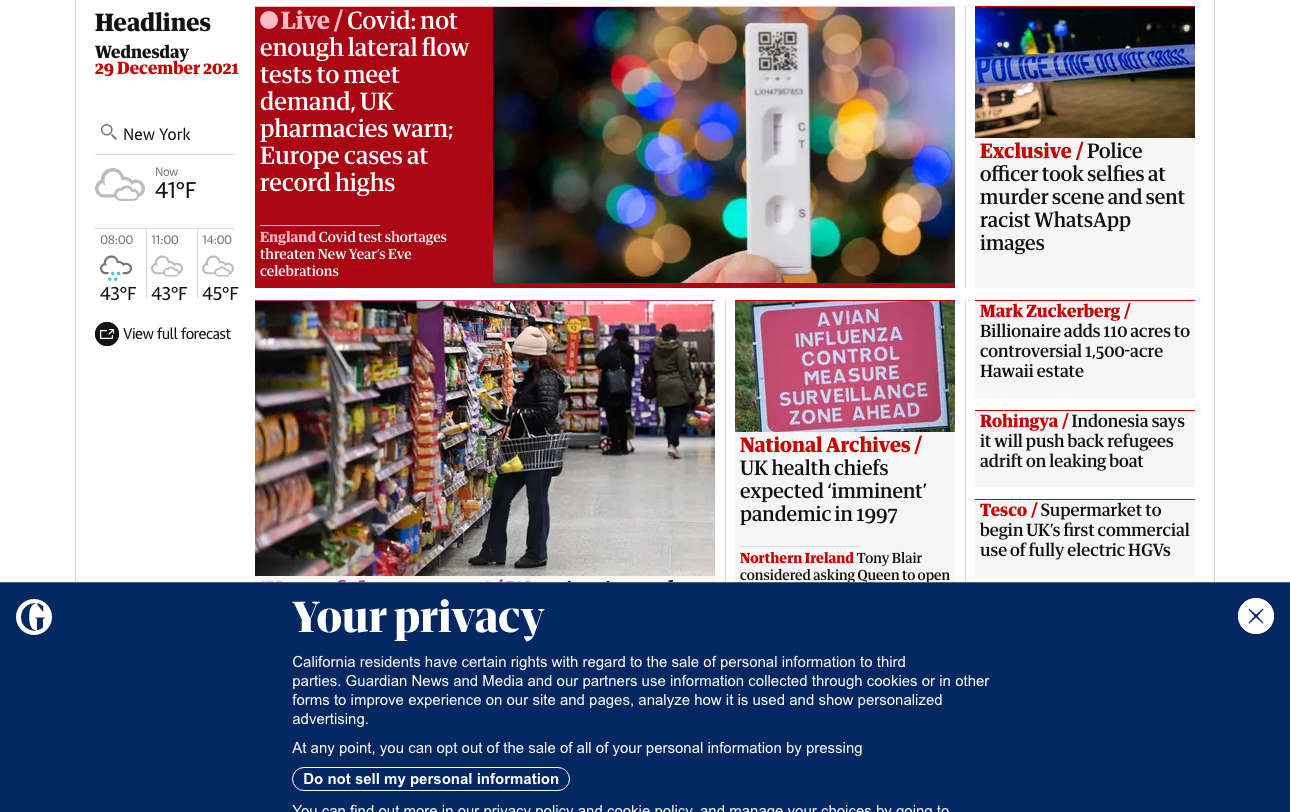 Headlines
Wednesday
29 December 2021
New York
Now
41°F
08:00
11:00
14:00
43°F
43°F
45°F
View full forecast
Live / Covid: not
enough lateral flow
tests to meet
demand, UK
pharmacies warn;
Europe cases at
record highs
England Covid test shortages
threaten New Year's Eve
celebrations
LXH47957853
C
T
S
POLICE LINE DO NOT CROSS
Exclusive / Police
officer took selfies at
murder scene and sent
racist WhatsApp
images
AVIAN
INFLUENZA
CONTROL
MEASURE
SURVEILLANCE
ZONE AHEAD
National Archives /
UK health chiefs
expected ‘imminent’
pandemic in 1997
Northern Ireland Tony Blair
considered asking Queen to open
Mark Zuckerberg /
Billionaire adds 110 acres to
controversial 1,500-acre
Hawaii estate
Rohingya / Indonesia says
it will push back refugees
adrift on leaking boat
Tesco / Supermarket to
begin UK’s first commercial
use of fully electric HGVs
G
Your privacy
California residents have certain rights with regard to the sale of personal information to third
parties. Guardian News and Media and our partners use information collected through cookies or in other
forms to improve experience on our site and pages, analyze how it is used and show personalized
advertising.
At any point, you can opt out of the sale of all of your personal information by pressing
Do not sell my personal information
You can find out more in our privacy policy and cookie policy, and manage your choices by going to